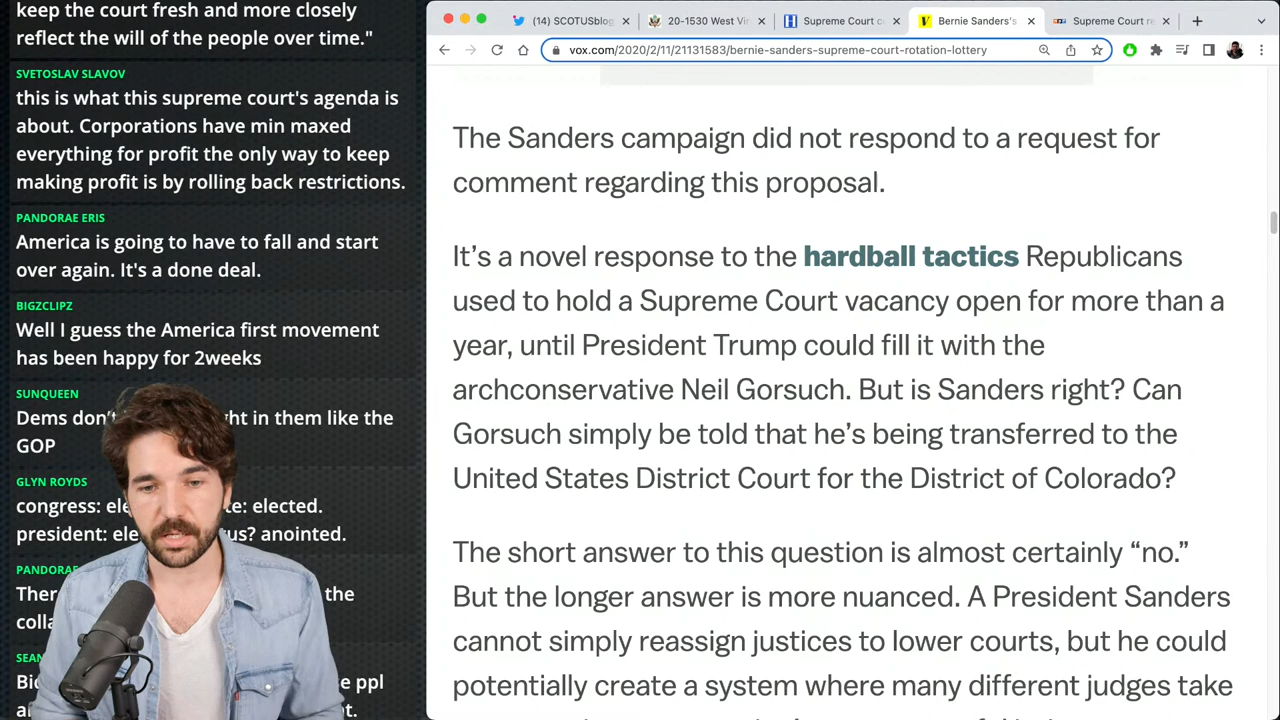 keep the court fresh and more closely
reflect the will of the people over time."
SVETOSLAV SLAVOV
this is what this supreme court's agenda is
about. Corporations have min maxed
everything for profit the only way to keep
making profit is by rolling back restrictions.
PANDORAE ERIS
America is going to have to fall and start
over again. It's a done deal.
BIGZCLIPZ
Well I guess the America first movement
has been happy for 2weeks
SUNQUEEN
Dems don't in them like the
GOP
GLYN ROYDS
congress: elected.
president: anointed.
the
ppl
(14) SCOTUSblog
20-1530 West Vir
Supreme Court ca
Bernie Sanders's
Supreme Court re
vox.com/2020/2/11/21131583/bernie-sanders-supreme-court-rotation-lottery
The Sanders campaign did not respond to a request for
comment regarding this proposal.
It's a novel response to the hardball tactics Republicans
used to hold a Supreme Court vacancy open for more than a
year, until President Trump could fill it with the
archconservative Neil Gorsuch. But is Sanders right? Can
Gorsuch simply be told that he's being transferred to the
United States District Court for the District of Colorado?
The short answer to this question is almost certainly “no.”
But the longer answer is more nuanced. A President Sanders
cannot simply reassign justices to lower courts, but he could
potentially create a system where many different judges take